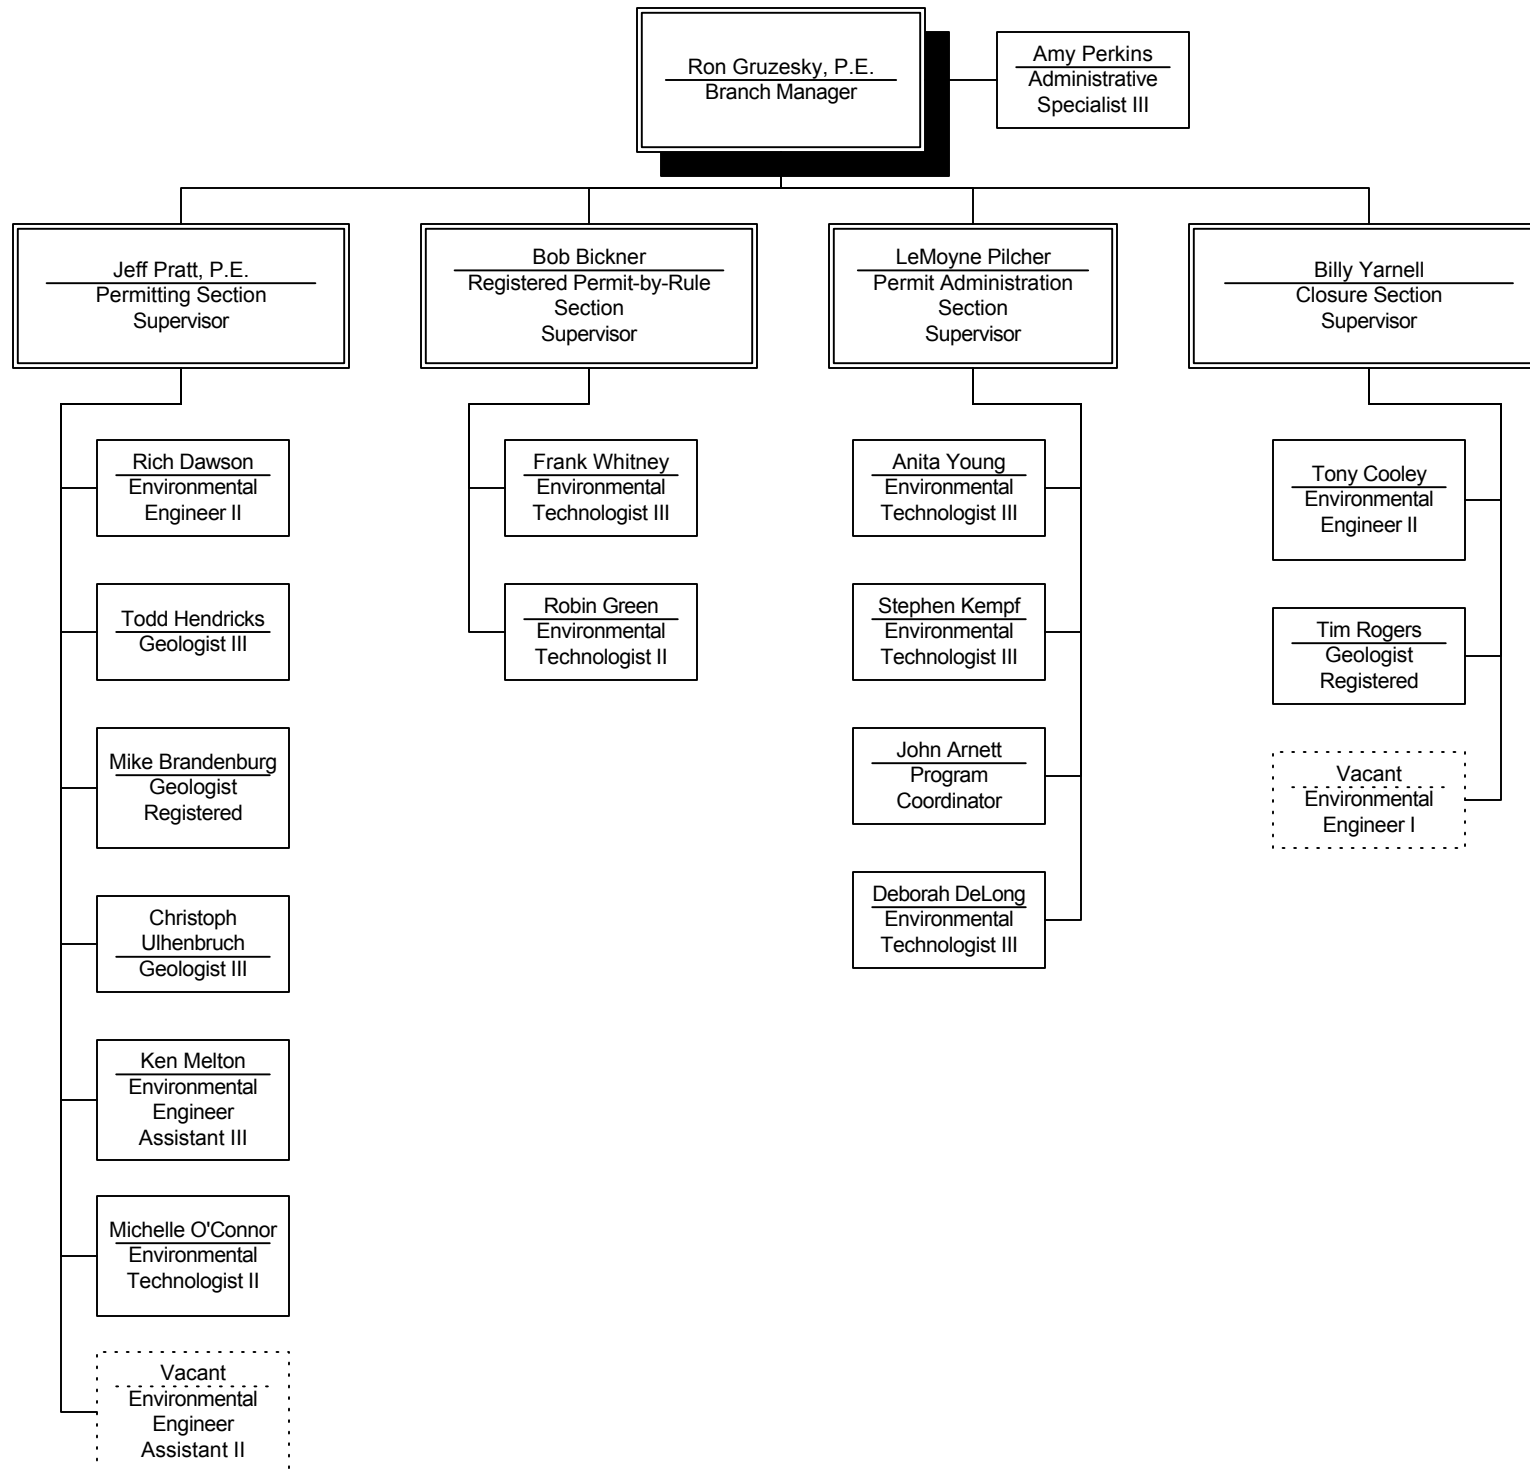 Ron Gruzesky, P.E.
Branch Manager
Amy Perkins
Administrative
Specialist III
Jeff Pratt, P.E.
Permitting Section
Supervisor
Bob Bickner
Registered Permit-by-Rule
Section
Supervisor
LeMoyne Pilcher
Permit Administration
Section
Supervisor
Billy Yarnell
Closure Section
Supervisor
Rich Dawson
Environmental
Engineer II
Todd Hendricks
Geologist III
Mike Brandenburg
Geologist
Registered
Christoph
Ulhenbruch
Geologist III
Ken Melton
Environmental
Engineer
Assistant III
Michelle O'Connor
Environmental
Technologist II
Vacant
Environmental
Engineer
Assistant II
Frank Whitney
Environmental
Technologist III
Robin Green
Environmental
Technologist II
Anita Young
Environmental
Technologist III
Stephen Kempf
Environmental
Technologist III
John Arnett
Program
Coordinator
Deborah DeLong
Environmental
Technologist III
Tony Cooley
Environmental
Engineer II
Tim Rogers
Geologist
Registered
Vacant
Environmental
Engineer I